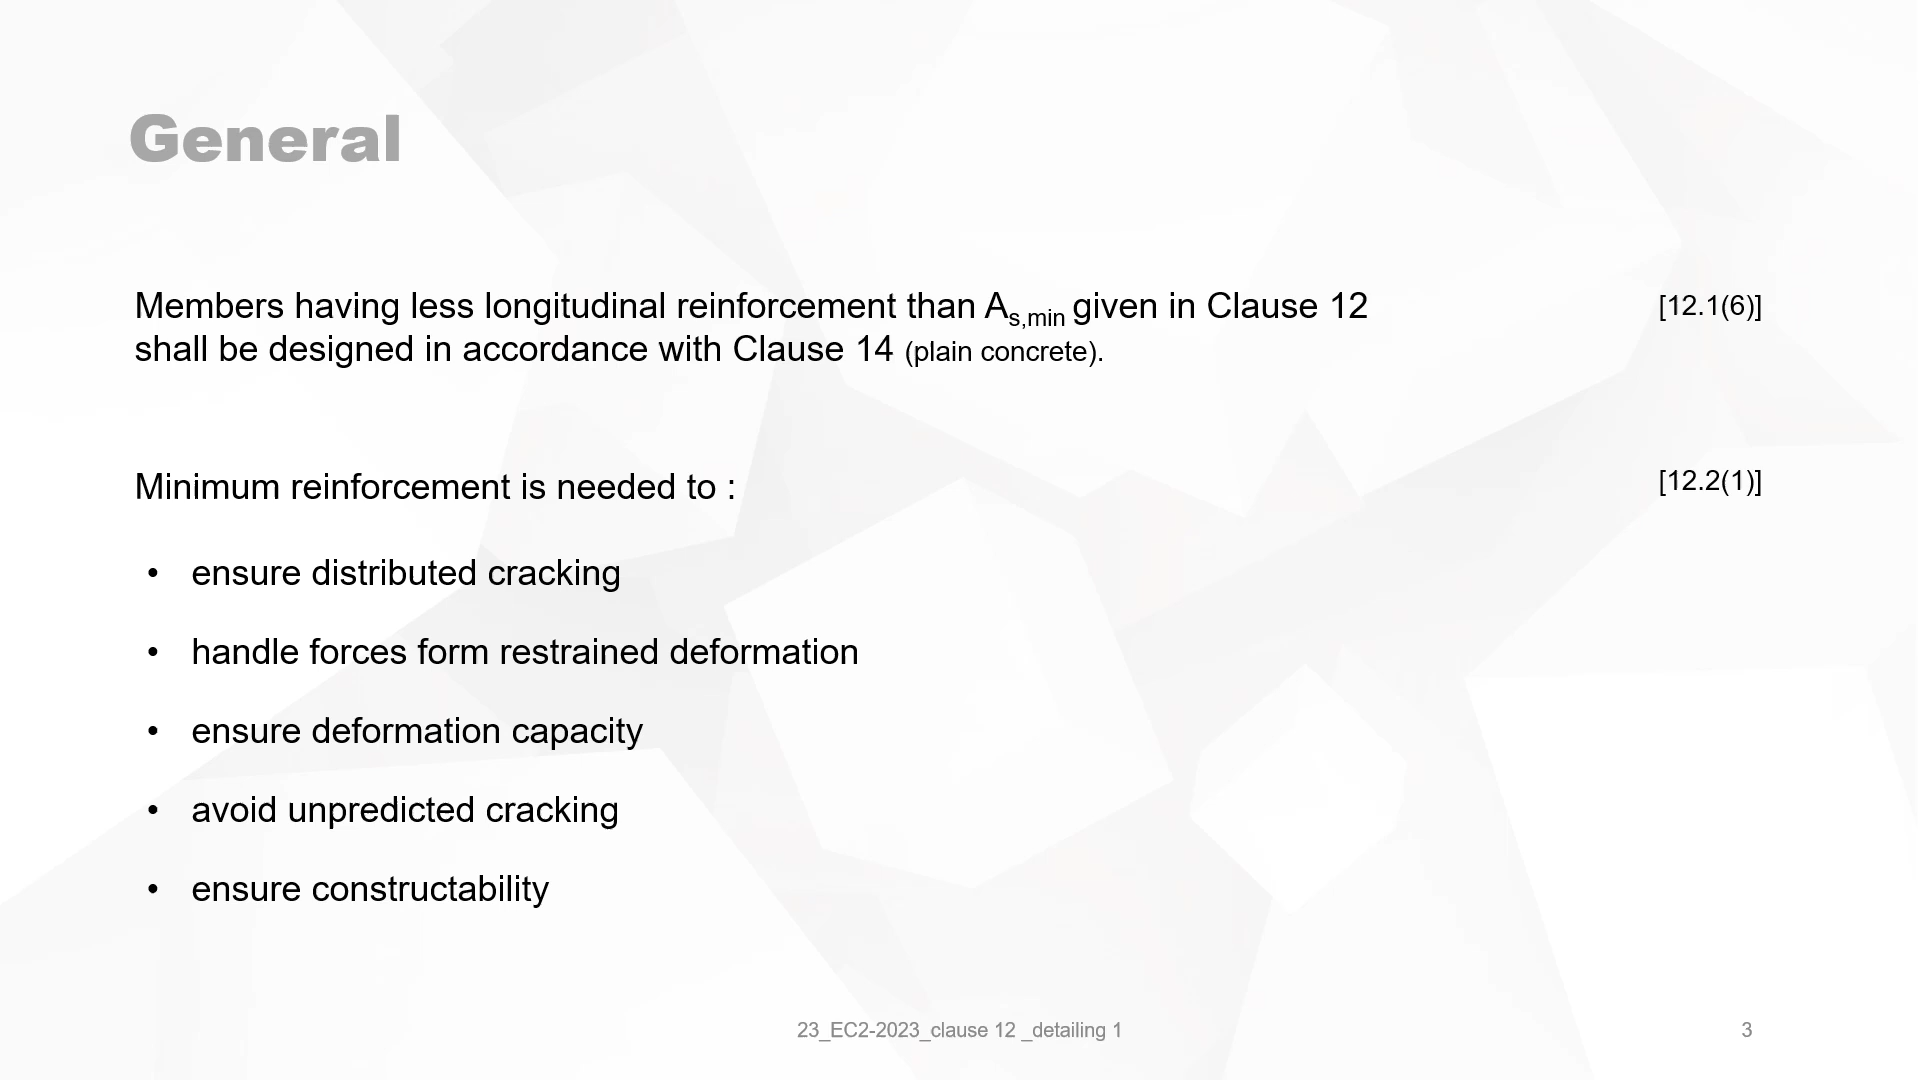 General
Members having less longitudinal reinforcement than As,min given in Clause 12 [12.1(6)]
shall be designed in accordance with Clause 14 (plain concrete).
Minimum reinforcement is needed to : [12.2(1)]
• ensure distributed cracking
• handle forces form restrained deformation
• ensure deformation capacity
• avoid unpredicted cracking
• ensure constructability
23_EC2-2023_clause 12 _detailing 1 3